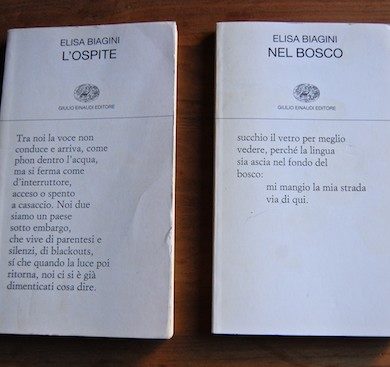 ELISA BIAGINI
L'OSPITE
GIULIO EINAUDI EDITORE
Tra noi la voce non
conduce e arriva, come
phon dentro l'acqua,
ma si ferma come
d'interruttore,
acceso o spento
a casaccio. Noi due
siamo un paese
sotto embargo,
che vive di parentesi e
silenzi, di blackouts,
sí che quando la luce poi
ritorna, noi ci si è già
dimenticati cosa dire.
ELISA BIAGINI
NEL BOSCO
GIULIO EINAUDI EDITORE
succhio il vetro per meglio
vedere, perché la lingua
sia ascia nel fondo del
bosco:
mi mangio la mia strada
via di qui.